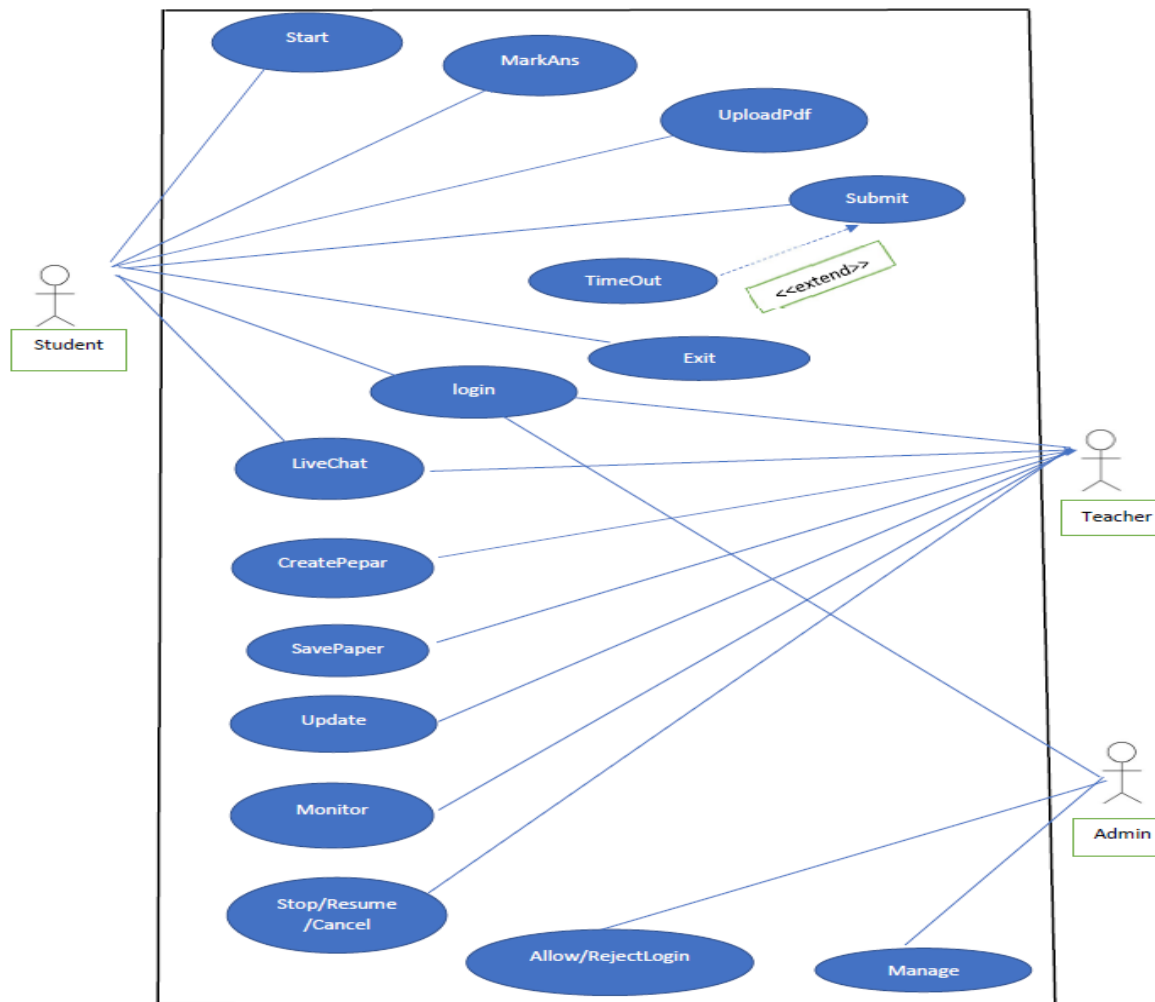 Start
MarkAns
UploadPdf
Submit
TimeOut
<<extend>>
Student
Exit
login
LiveChat
Teacher
CreatePepar
SavePaper
Update
Monitor
Admin
Stop/Resume
/Cancel
Allow/RejectLogin
Manage